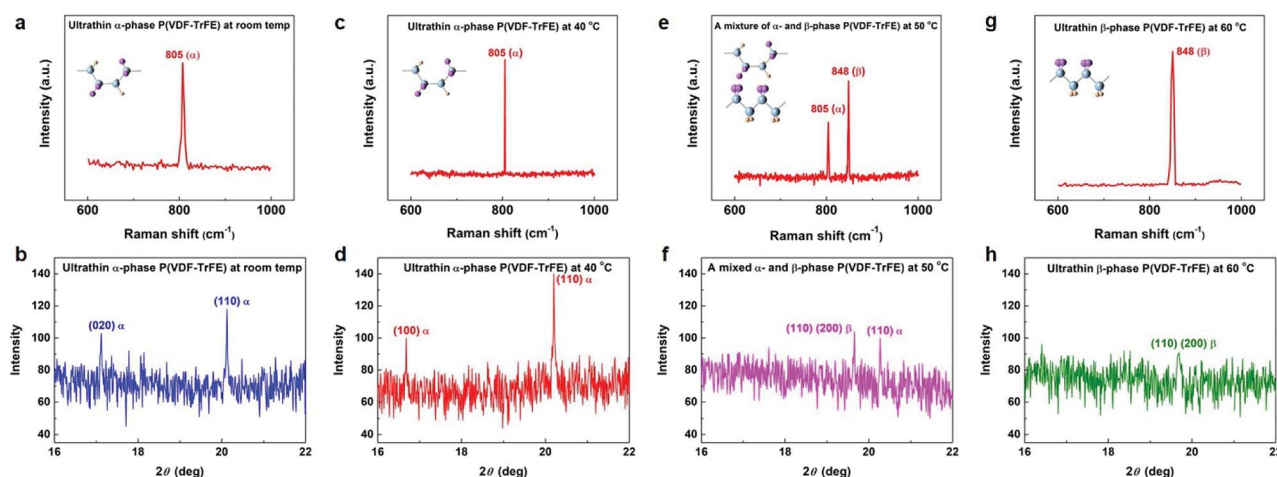 a
Ultrathin α-phase P(VDF-TrFE) at room temp
805 (α)
Intensity (a.u.)
600 800 1000
Raman shift (cm⁻¹)
c
Ultrathin α-phase P(VDF-TrFE) at 40 °C
805 (α)
Intensity (a.u.)
600 800 1000
Raman shift (cm⁻¹)
e
A mixture of α- and β-phase P(VDF-TrFE) at 50 °C
848 (β)
805 (α)
Intensity (a.u.)
600 800 1000
Raman shift (cm⁻¹)
g
Ultrathin β-phase P(VDF-TrFE) at 60 °C
848 (β)
Intensity (a.u.)
600 800 1000
Raman shift (cm⁻¹)
b
Ultrathin α-phase P(VDF-TrFE) at room temp
(020) α
(110) α
Intensity
140
120
100
80
60
40
16 18 20 22
2θ (deg)
d
Ultrathin α-phase P(VDF-TrFE) at 40 °C
(110) α
(100) α
Intensity
140
120
100
80
60
40
16 18 20 22
2θ (deg)
f
A mixed α- and β-phase P(VDF-TrFE) at 50 °C
(110) (200) β
(110) α
Intensity
140
120
100
80
60
40
16 18 20 22
2θ (deg)
h
Ultrathin β-phase P(VDF-TrFE) at 60 °C
(110) (200) β
Intensity
140
120
100
80
60
40
16 18 20 22
2θ (deg)